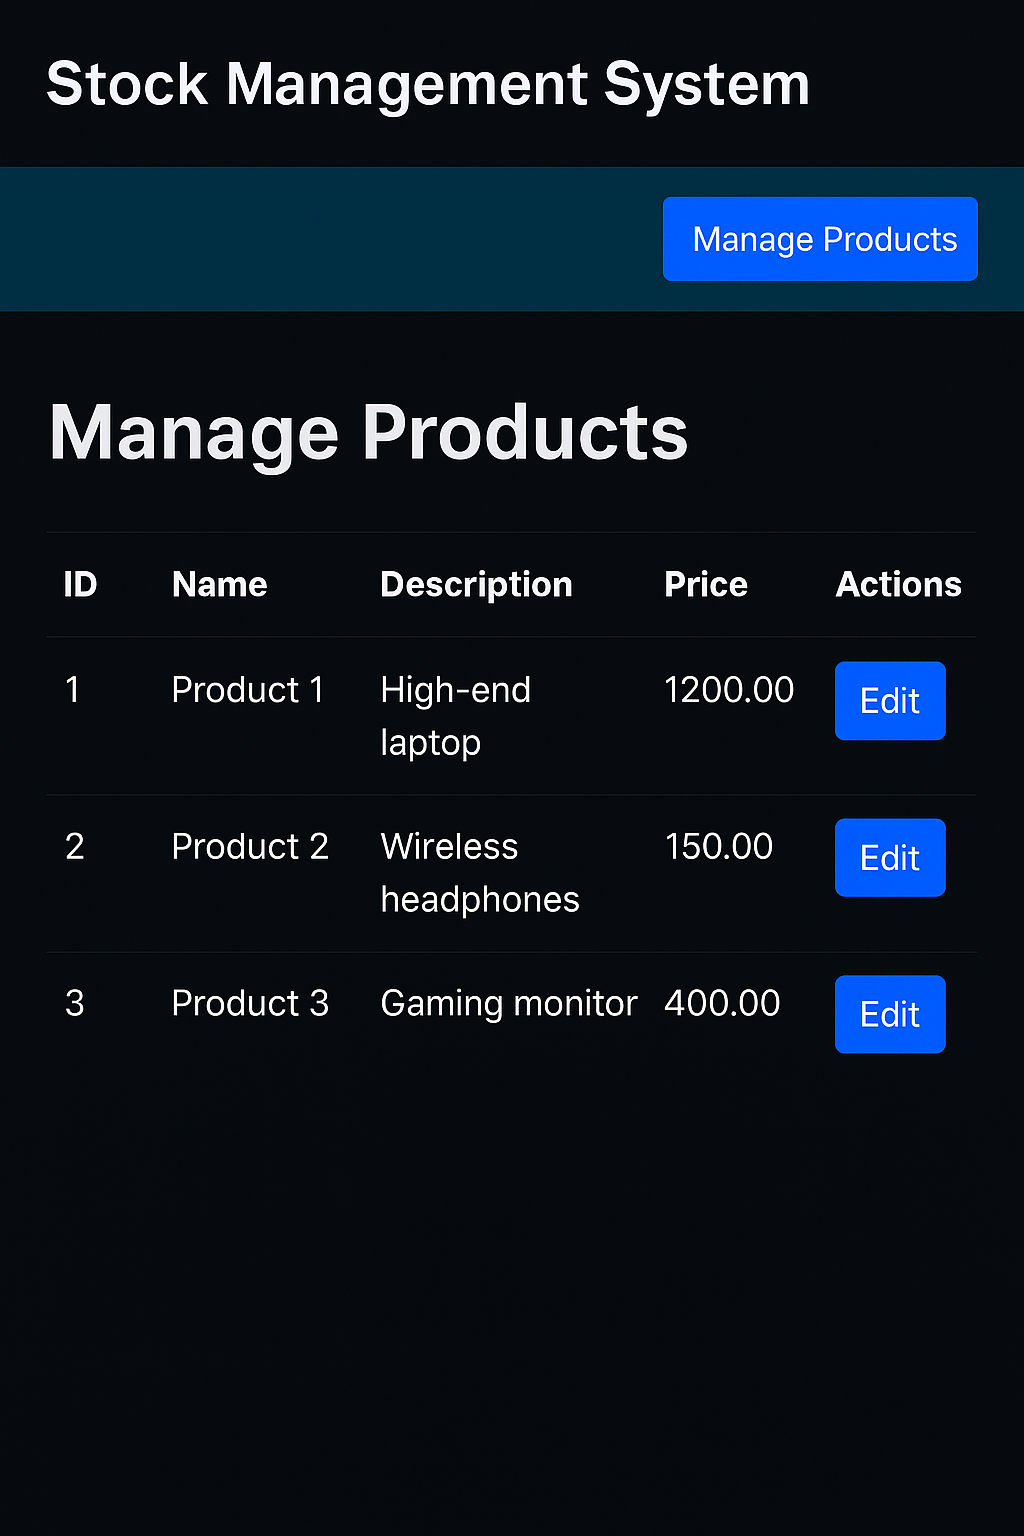 Stock Management System
Manage Products
Manage Products
ID Name Description Price Actions
1 Product 1 High-end 1200.00 Edit
laptop
2 Product 2 Wireless 150.00 Edit
headphones
3 Product 3 Gaming monitor 400.00 Edit